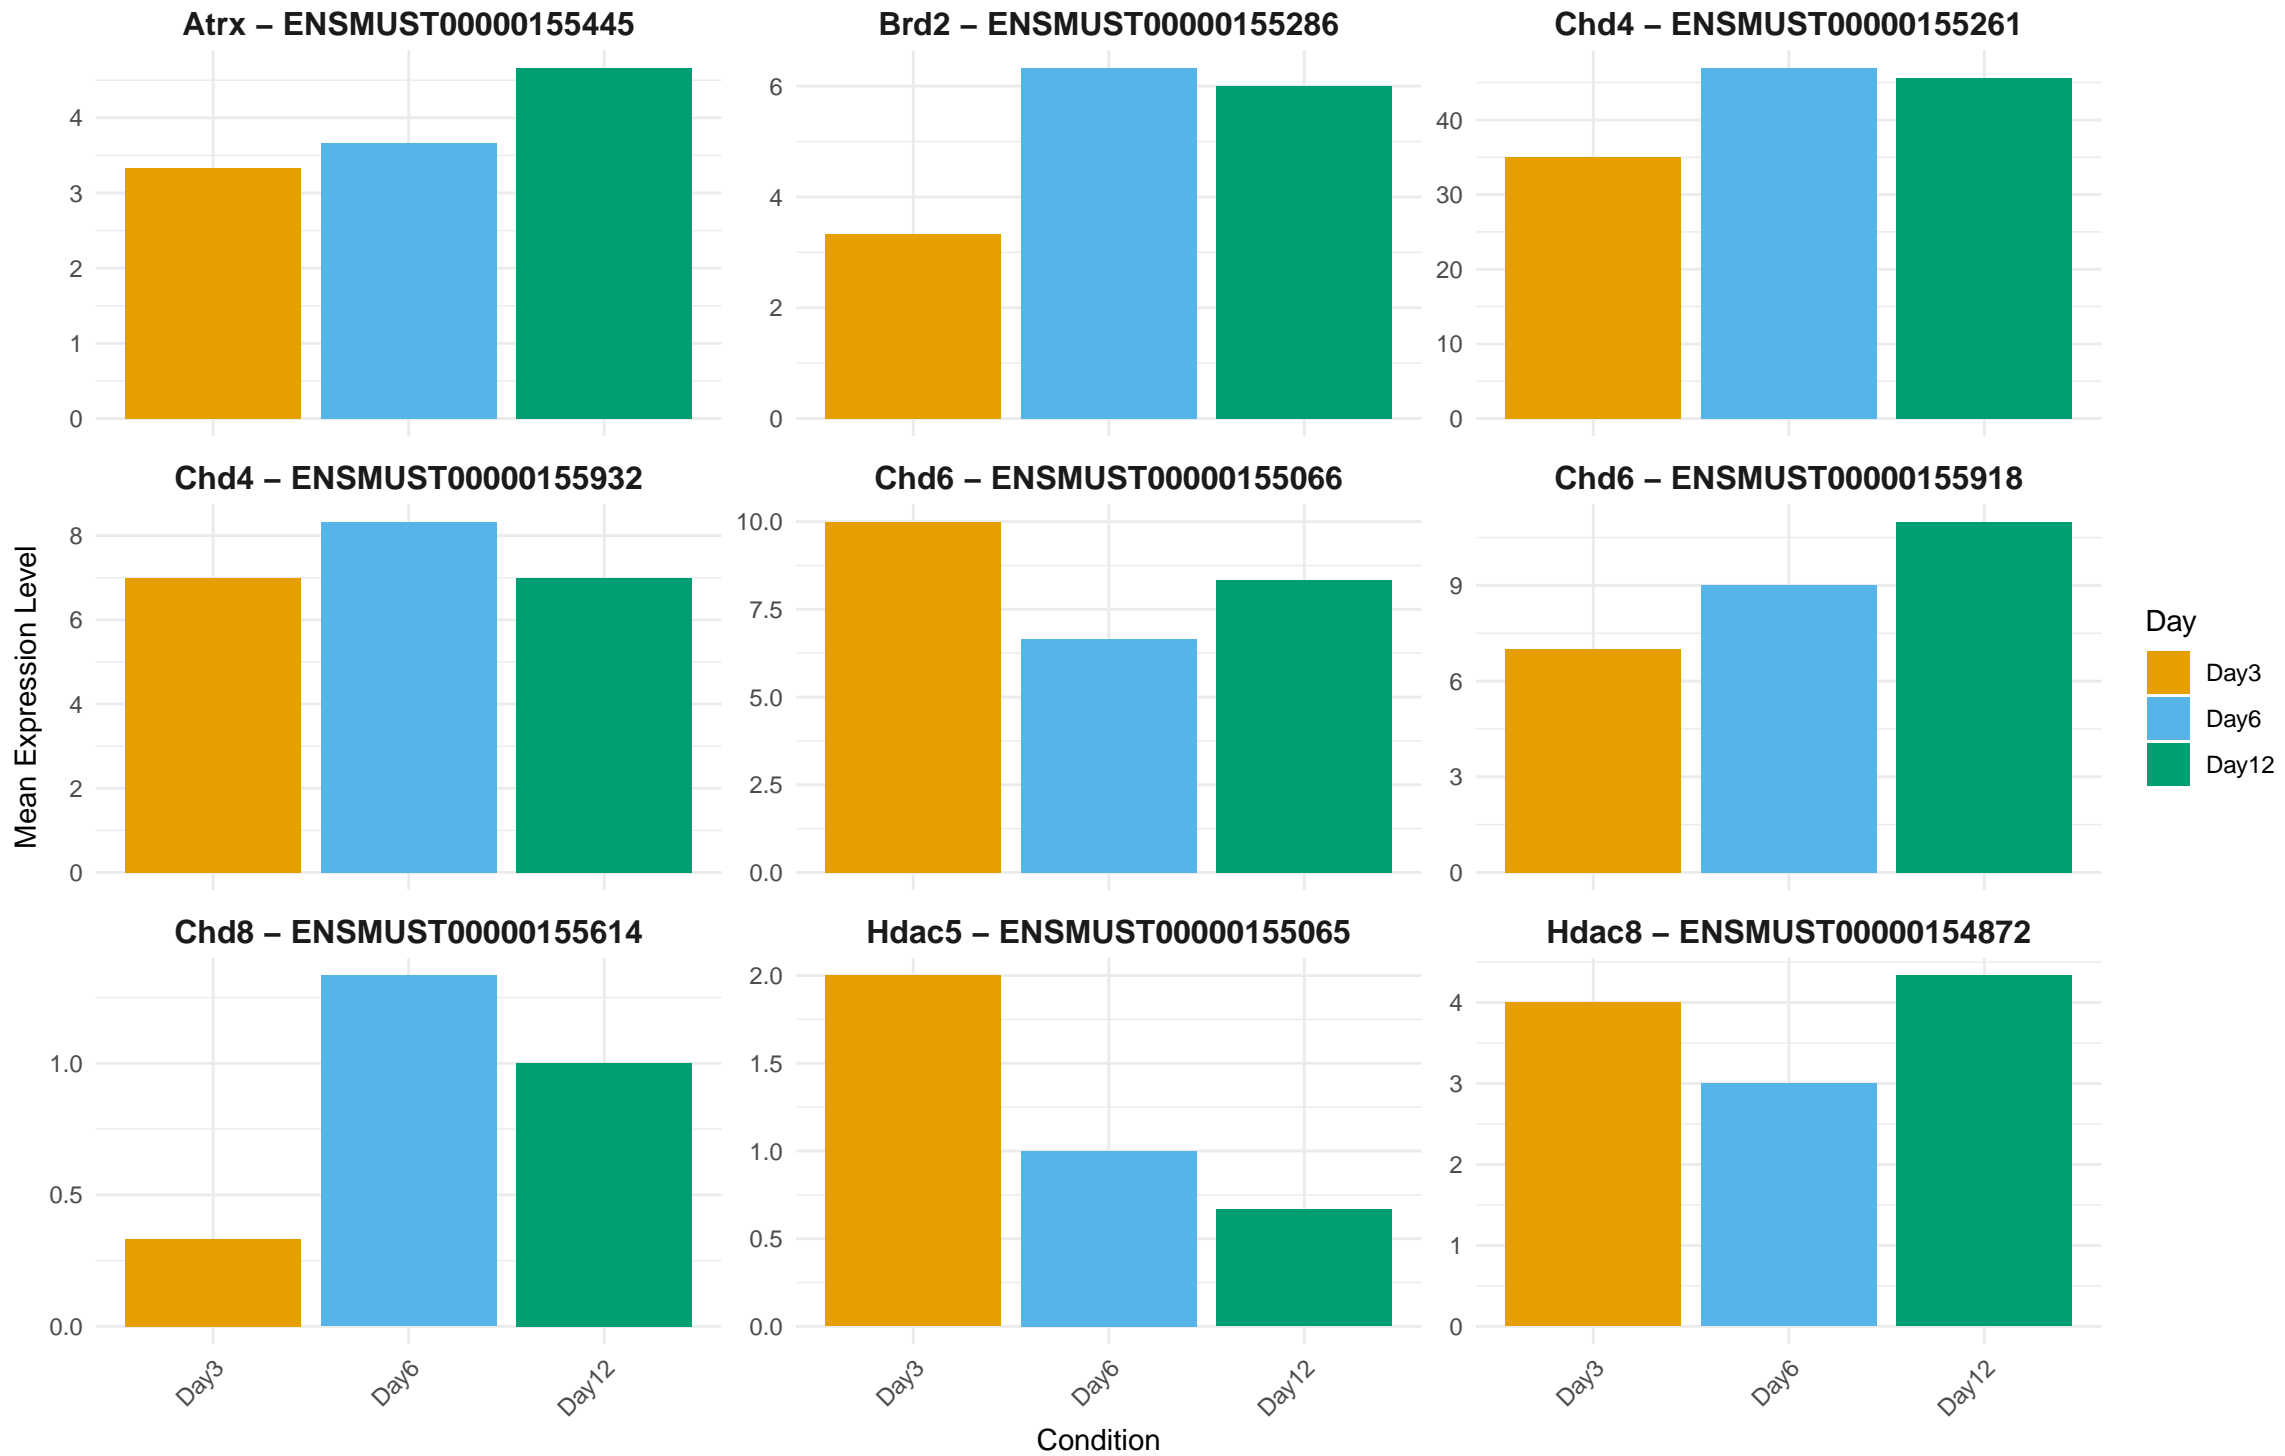 Atrx – ENSMUST00000155445
Brd2 – ENSMUST00000155286
Chd4 – ENSMUST00000155261
4
3
2
1
0
6
4
2
0
40
30
20
10
0
Chd4 – ENSMUST00000155932
Chd6 – ENSMUST00000155066
Chd6 – ENSMUST00000155918
Mean Expression Level
8
6
4
2
0
10.0
7.5
5.0
2.5
0.0
9
6
3
0
Day
Day3
Day6
Day12
Chd8 – ENSMUST00000155614
Hdac5 – ENSMUST00000155065
Hdac8 – ENSMUST00000154872
1.0
0.5
0.0
2.0
1.5
1.0
0.5
0.0
4
3
2
1
0
Day3
Day6
Day12
Day3
Day6
Day12
Day3
Day6
Day12
Condition